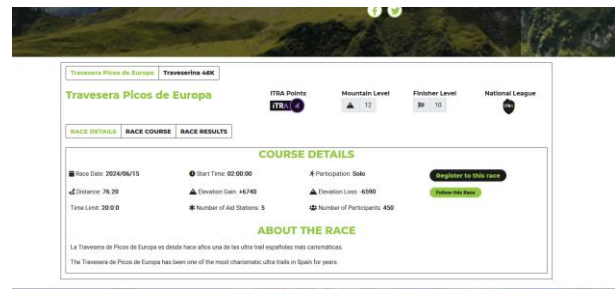 Travesera Picos de Europa Traveserina 46K
Travesera Picos de Europa
ITRA Points Mountain Level Finisher Level National League
iTRA 4 12 10
RACE DETAILS RACE COURSE RACE RESULTS
COURSE DETAILS
Race Date: 2024/06/15 Start Time: 02:00:00 Participation: Solo Register to this race
Distance: 76.20 Elevation Gain: +6740 Elevation Loss: -6590 Follow this Race
Time Limit: 20:0:0 Number of Aid Stations: 5 Number of Participants: 450
ABOUT THE RACE
La Travesera de Picos de Europa es desde hace años una de las ultra trail españolas más carismáticas.
The Travesera de Picos de Europa has been one of the most charismatic ultra trails in Spain for years.